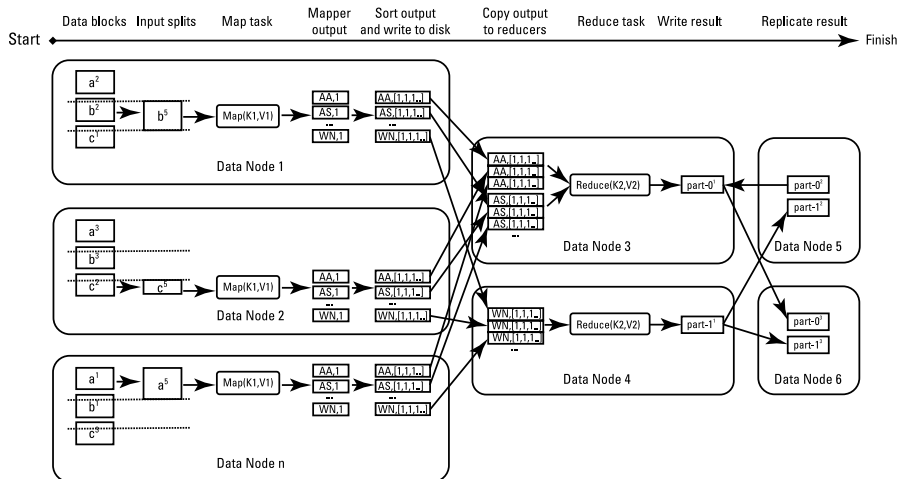 Data blocks Input splits Map task Mapper output Sort output and write to disk Copy output to reducers Reduce task Write result Replicate result
Start Finish
a²
b² b⁵ Map(K1,V1)
c¹
AA,1
AS,1
...
WN,1
AA,[1,1,1..]
AS,[1,1,1..]
...
WN,[1,1,1..]
Data Node 1
a³
b³
c² c⁵ Map(K1,V1)
AA,1
AS,1
...
WN,1
AA,[1,1,1..]
AS,[1,1,1..]
...
WN,[1,1,1..]
Data Node 2
a¹ a⁵ Map(K1,V1)
b¹
c³
AA,1
AS,1
...
WN,1
AA,[1,1,1..]
AS,[1,1,1..]
...
WN,[1,1,1..]
Data Node n
AA,[1,1,1..]
AA,[1,1,1..]
AA,[1,1,1..]
AS,[1,1,1..]
AS,[1,1,1..]
AS,[1,1,1..]
...
Reduce(K2,V2) part-0¹
Data Node 3
WN,[1,1,1..]
WN,[1,1,1..]
WN,[1,1,1..]
...
Reduce(K2,V2) part-1¹
Data Node 4
part-0²
part-1²
Data Node 5
part-0³
part-1³
Data Node 6